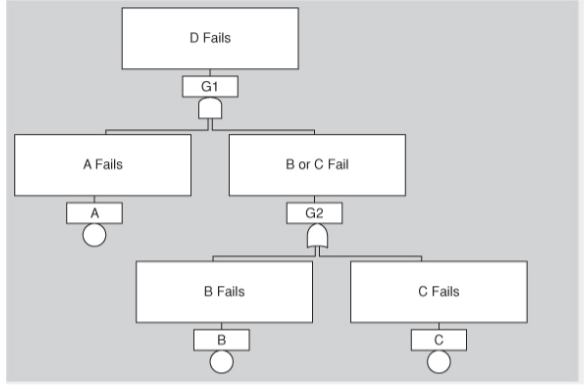 D Fails
G1
A Fails
B or C Fail
A
G2
B Fails
C Fails
B
C